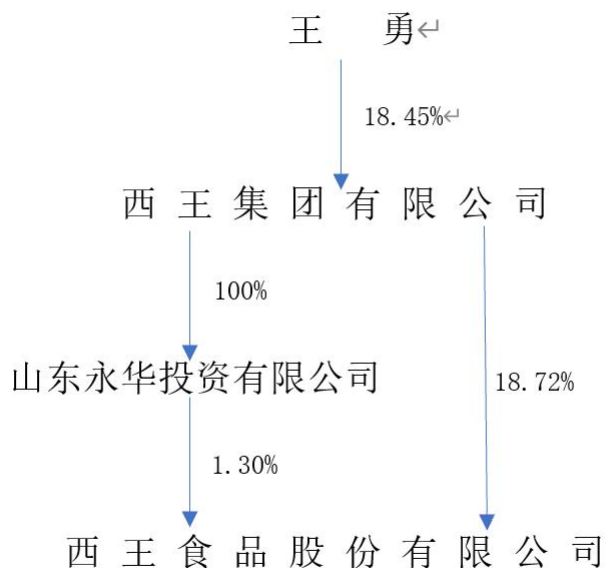 王 勇↵
18.45%↵
西王集团有限公司
100%
山东永华投资有限公司
18.72%
1.30%
西王食品股份有限公司